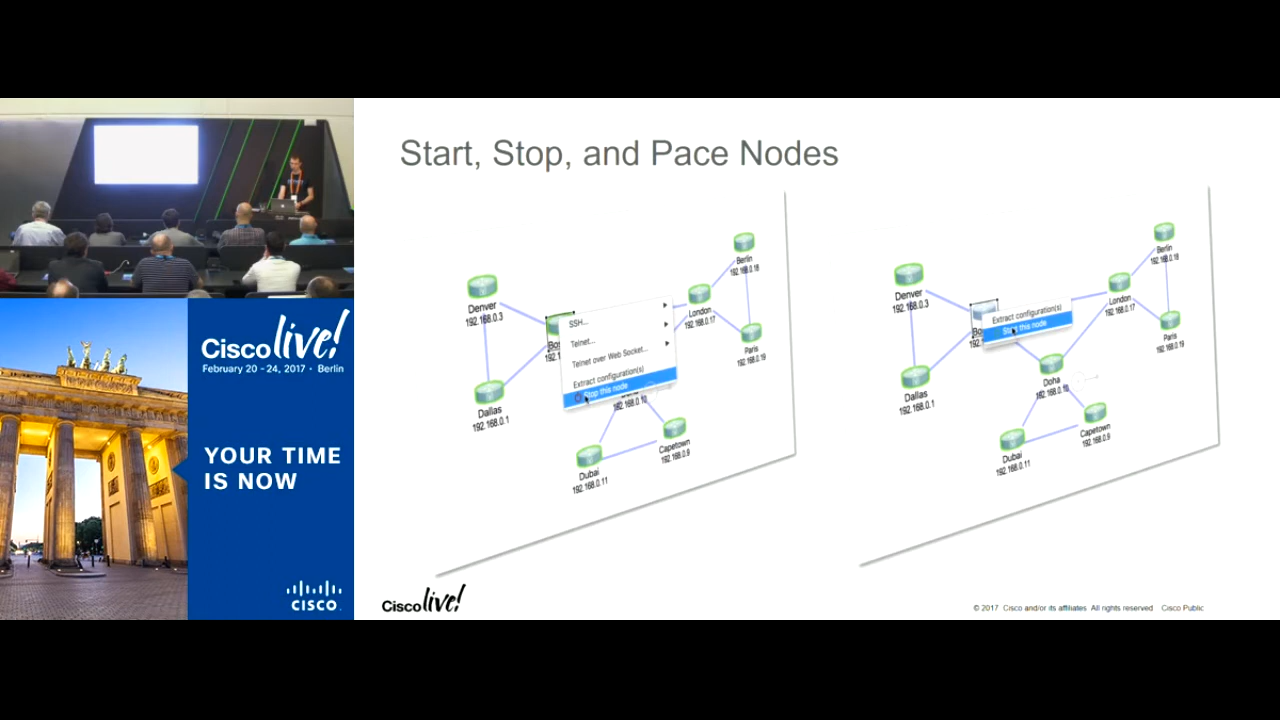 Start, Stop, and Pace Nodes
Denver
192.168.0.3
Dallas
192.168.0.1
SSH...
Telnet...
Telnet over Web Socket...
Extract configuration(s)
Stop this node
Berlin
192.168.0.18
London
192.168.0.17
Paris
192.168.0.19
Capetown
192.168.0.9
Dubai
192.168.0.11
Denver
192.168.0.3
Dallas
192.168.0.1
Extract configuration(s)
this node
Berlin
192.168.0.18
London
192.168.0.17
Paris
192.168.0.19
Doha
192.168.0.10
Capetown
192.168.0.9
Dubai
192.168.0.11
Cisco live!
February 20 - 24, 2017 · Berlin
YOUR TIME
IS NOW
CISCO
Cisco live!
© 2017 Cisco and/or its affiliates All rights reserved Cisco Public